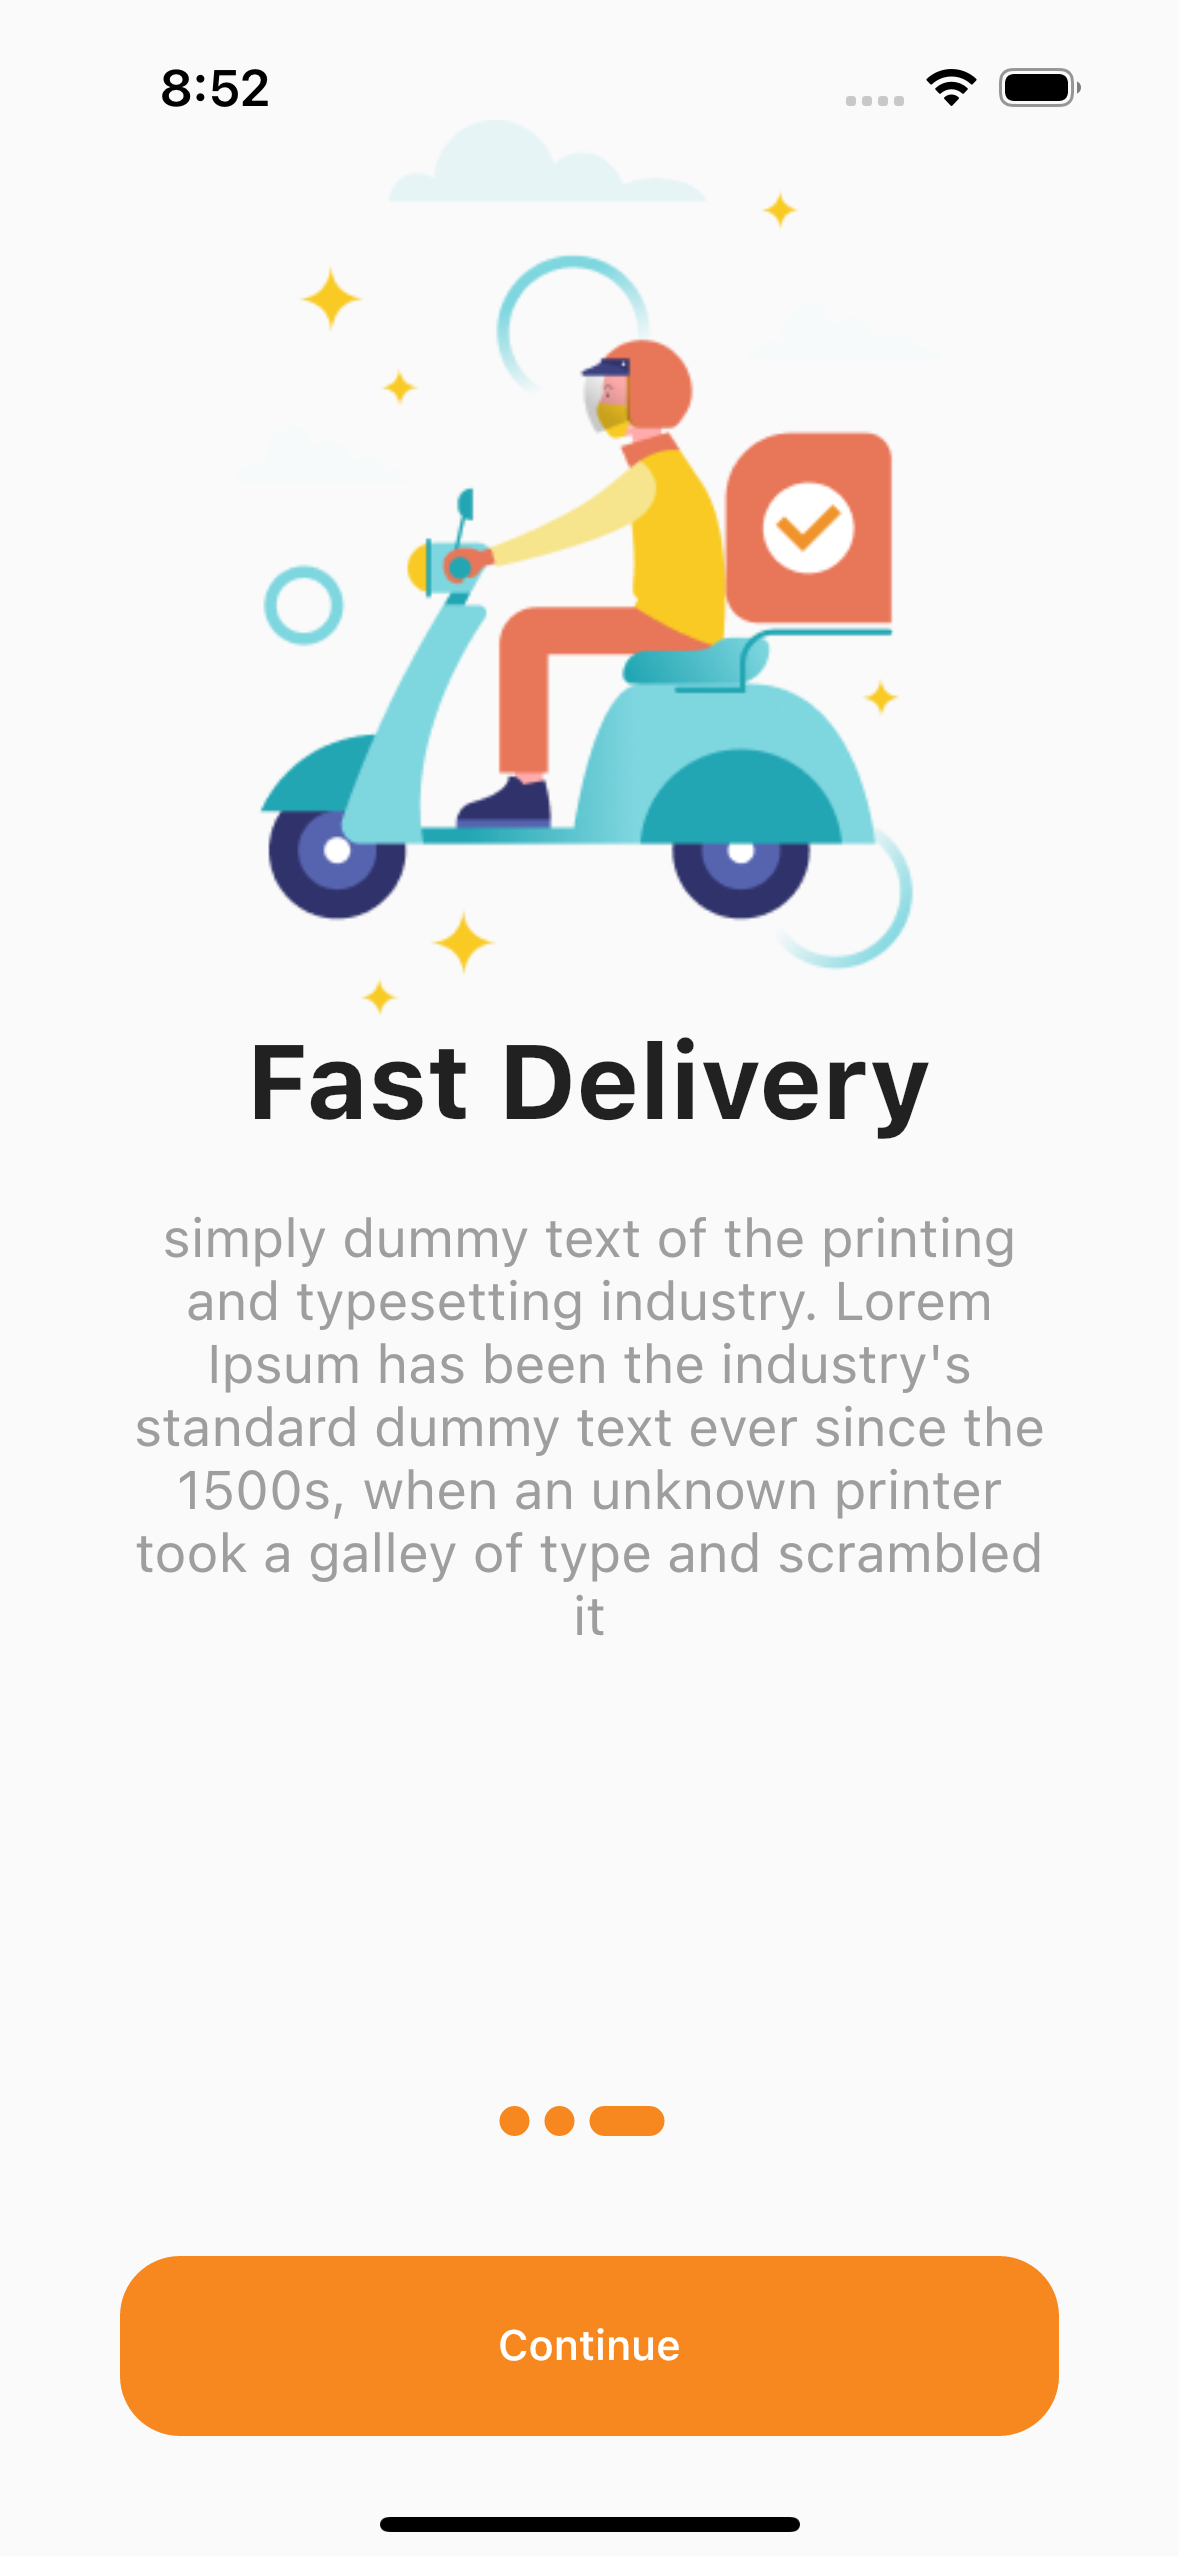 8:52
Fast Delivery
simply dummy text of the printing
and typesetting industry. Lorem
Ipsum has been the industry's
standard dummy text ever since the
1500s, when an unknown printer
took a galley of type and scrambled
it
Continue